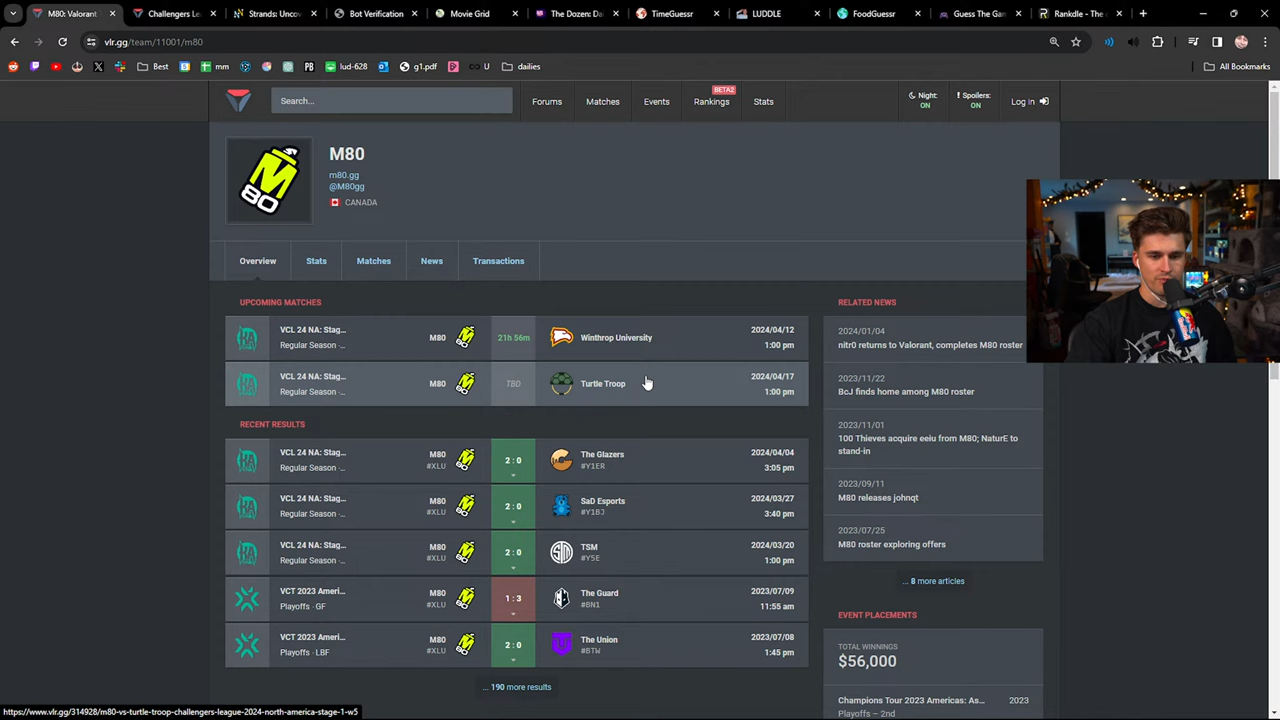 M80: Valorant
Challengers Le
Strands: Uncov
Bot Verification
Movie Grid
The Dozen: Da
TimeGuessr
LUDDLE
FoodGuessr
Guess The Gam
Rankdle - The
vlr.gg/team/11001/m80
Best
mm
PB
lud-628
g1.pdf
U
dailies
All Bookmarks
Search...
Forums
Matches
Events
BETA2
Rankings
Stats
Night:
ON
! Spoilers:
ON
Log in
M80
M
80
m80.gg
@M80gg
CANADA
Overview
Stats
Matches
News
Transactions
UPCOMING MATCHES
VCL 24 NA: Stag...
Regular Season ·...
M80
21h 56m
Winthrop University
2024/04/12
1:00 pm
VCL 24 NA: Stag...
Regular Season ·...
M80
TBD
Turtle Troop
2024/04/17
1:00 pm
RECENT RESULTS
VCL 24 NA: Stag...
Regular Season ·...
M80
#XLU
2 : 0
The Glazers
#Y1ER
2024/04/04
3:05 pm
VCL 24 NA: Stag...
Regular Season ·...
M80
#XLU
2 : 0
SaD Esports
#Y1BJ
2024/03/27
3:40 pm
VCL 24 NA: Stag...
Regular Season ·...
M80
#XLU
2 : 0
TSM
#Y5E
2024/03/20
1:00 pm
VCT 2023 Ameri...
Playoffs · GF
M80
#XLU
1 : 3
The Guard
#BN1
2023/07/09
11:55 am
VCT 2023 Ameri...
Playoffs · LBF
M80
#XLU
2 : 0
The Union
#BTW
2023/07/08
1:45 pm
... 190 more results
RELATED NEWS
2024/01/04
nitr0 returns to Valorant, completes M80 roster
2023/11/22
BcJ finds home among M80 roster
2023/11/01
100 Thieves acquire eeiu from M80; NaturE to
stand-in
2023/09/11
M80 releases johnqt
2023/07/25
M80 roster exploring offers
... 8 more articles
EVENT PLACEMENTS
TOTAL WINNINGS
$56,000
Champions Tour 2023 Americas: As...
2023
Playoffs – 2nd
https://www.vlr.gg/314928/m80-vs-turtle-troop-challengers-league-2024-north-america-stage-1-w5